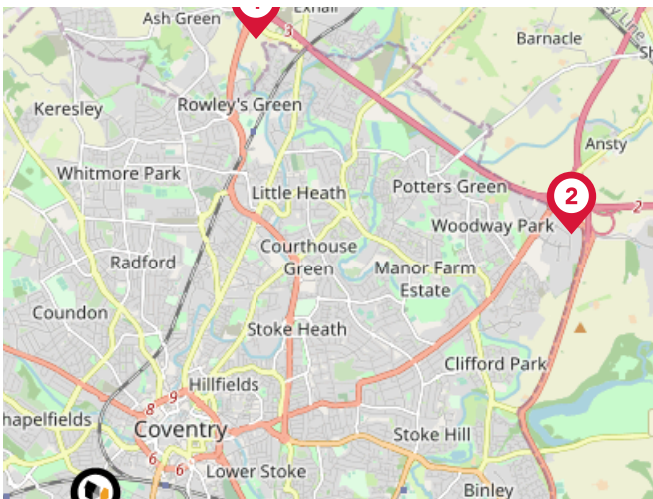 Ash Green
Exhall
3
Barnacle
Keresley
Rowley's Green
Ansty
Whitmore Park
Little Heath
Potters Green
2
2
Woodway Park
Courthouse
Green
Radford
Manor Farm
Estate
Coundon
Stoke Heath
Clifford Park
Hillfields
9
8
hapelfields
Coventry
Stoke Hill
6
6
Lower Stoke
Binley